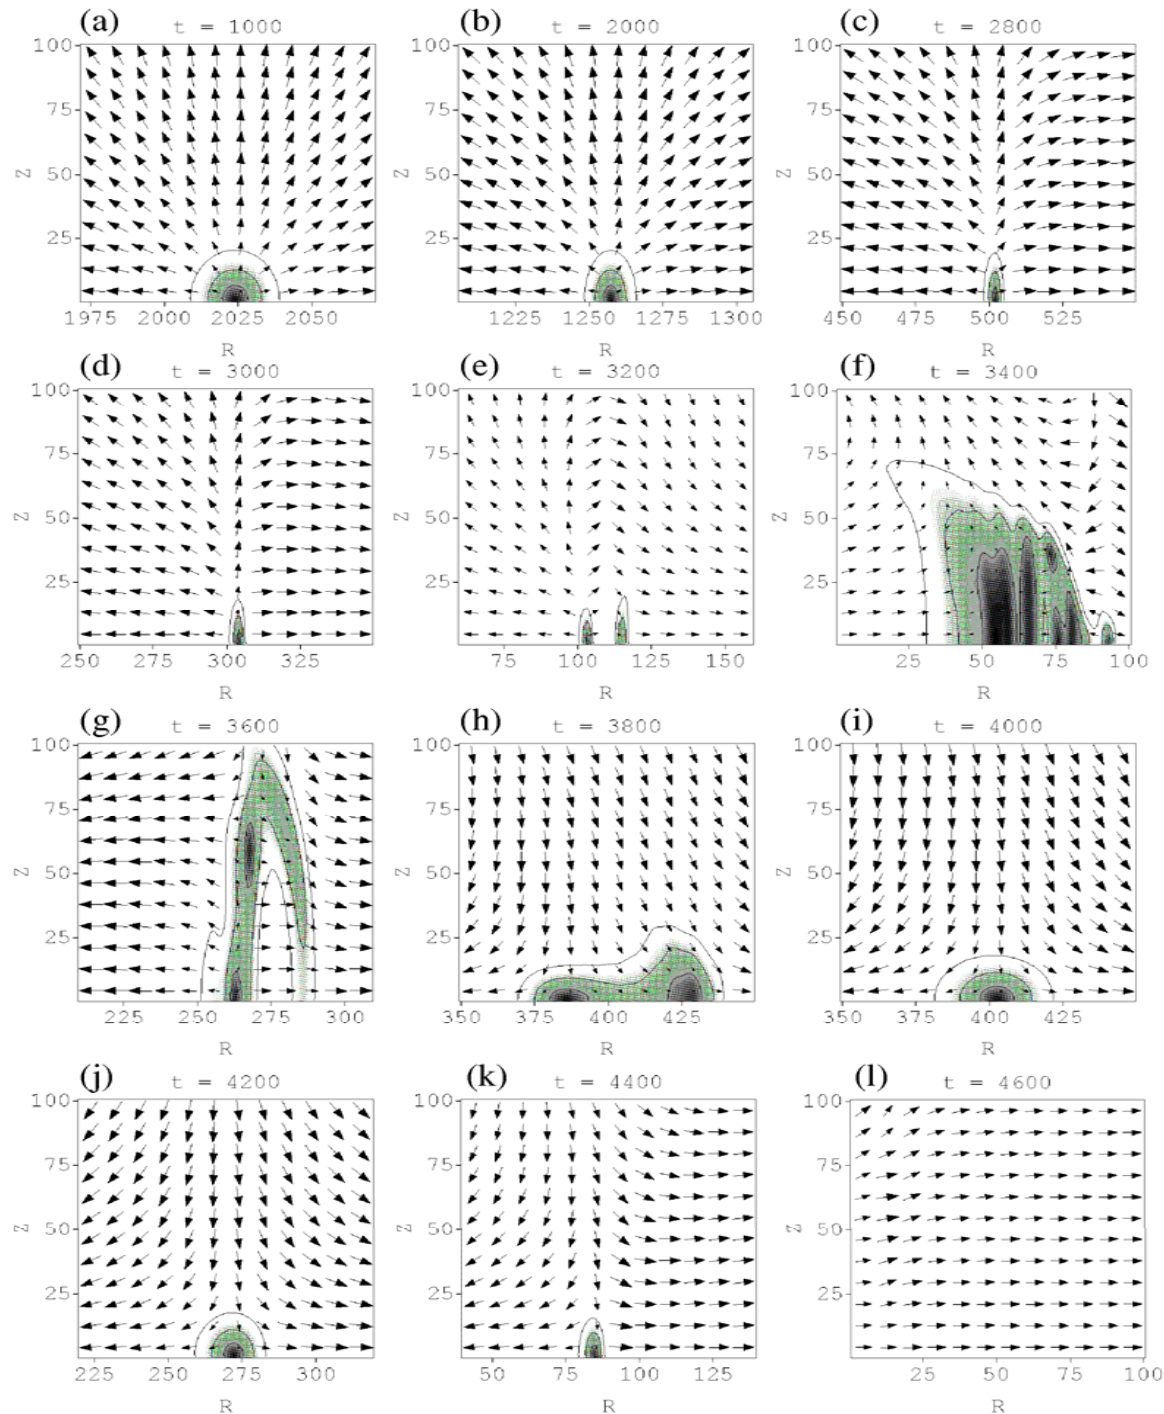 (a) t = 1000 (b) t = 2000 (c) t = 2800
100 100 100
75 75 75
Z 50 Z 50 Z 50
25 25 25
1975 2000 2025 2050 1225 1250 1275 1300 450 475 500 525
R R R
(d) t = 3000 (e) t = 3200 (f) t = 3400
100 100 100
75 75 75
Z 50 Z 50 Z 50
25 25 25
250 275 300 325 75 100 125 150 25 50 75 100
R R R
(g) t = 3600 (h) t = 3800 (i) t = 4000
100 100 100
75 75 75
Z 50 Z 50 Z 50
25 25 25
225 250 275 300 350 375 400 425 350 375 400 425
R R R
(j) t = 4200 (k) t = 4400 (l) t = 4600
100 100 100
75 75 75
Z 50 Z 50 Z 50
25 25 25
225 250 275 300 50 75 100 125 25 50 75 100
R R R